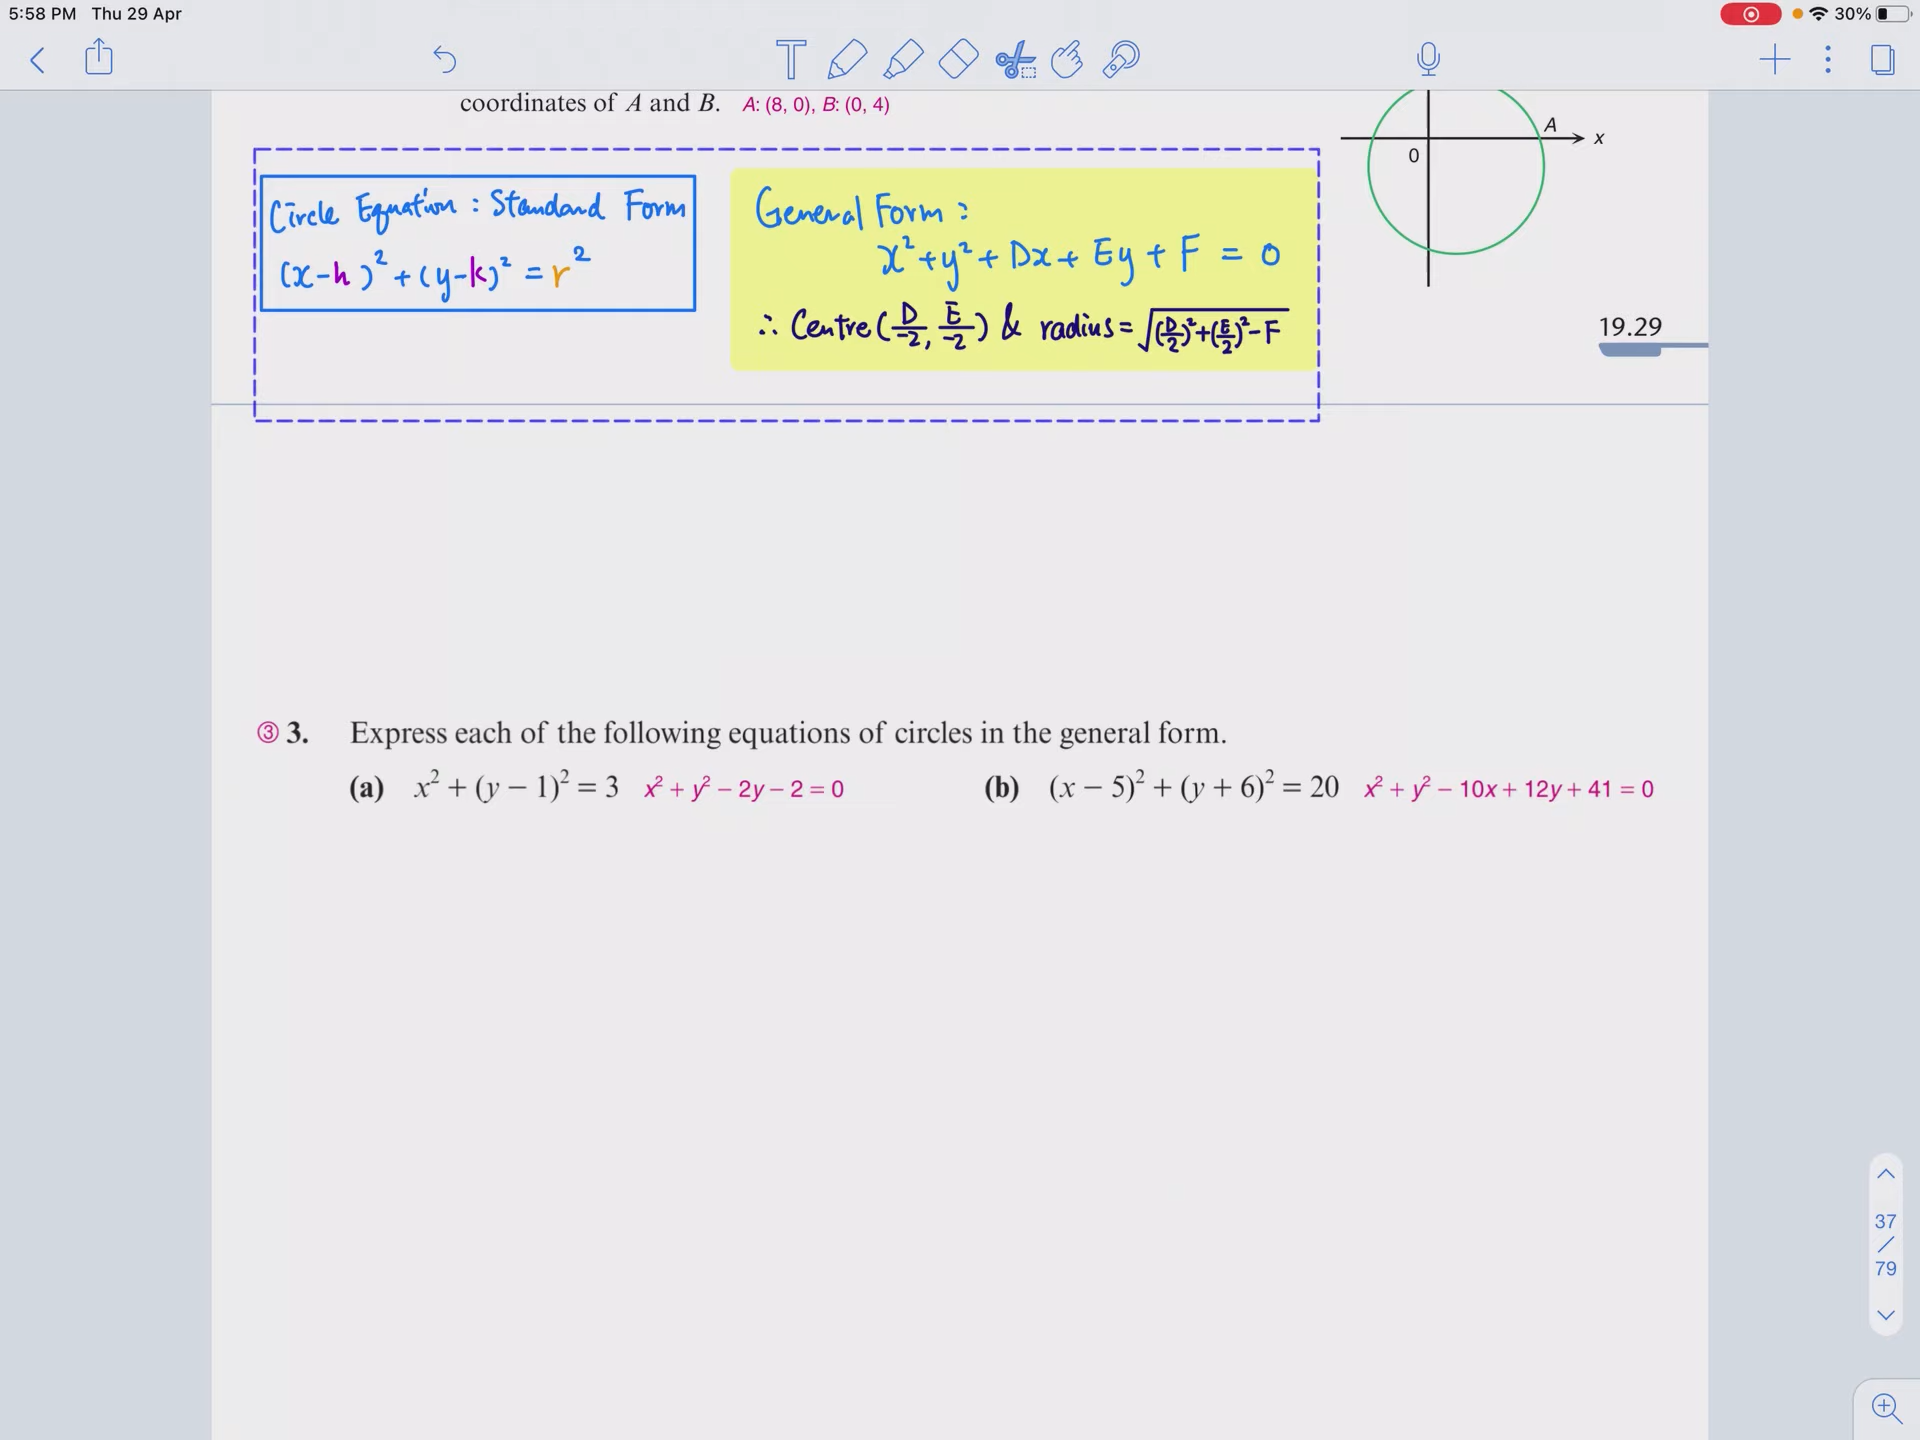 5:58 PM Thu 29 Apr
30%
coordinates of A and B. A: (8, 0), B: (0, 4)
A
x
0
Circle Equation : Standard Form
(x-h)² + (y-k)² = r²
General Form :
x² + y² + Dx + Ey + F = 0
∴ Centre (D/-2, E/-2) & radius = √((D/2)² + (E/2)² - F)
19.29
③ 3. Express each of the following equations of circles in the general form.
(a) x² + (y − 1)² = 3 x² + y² − 2y − 2 = 0 (b) (x − 5)² + (y + 6)² = 20 x² + y² − 10x + 12y + 41 = 0
37
/
79